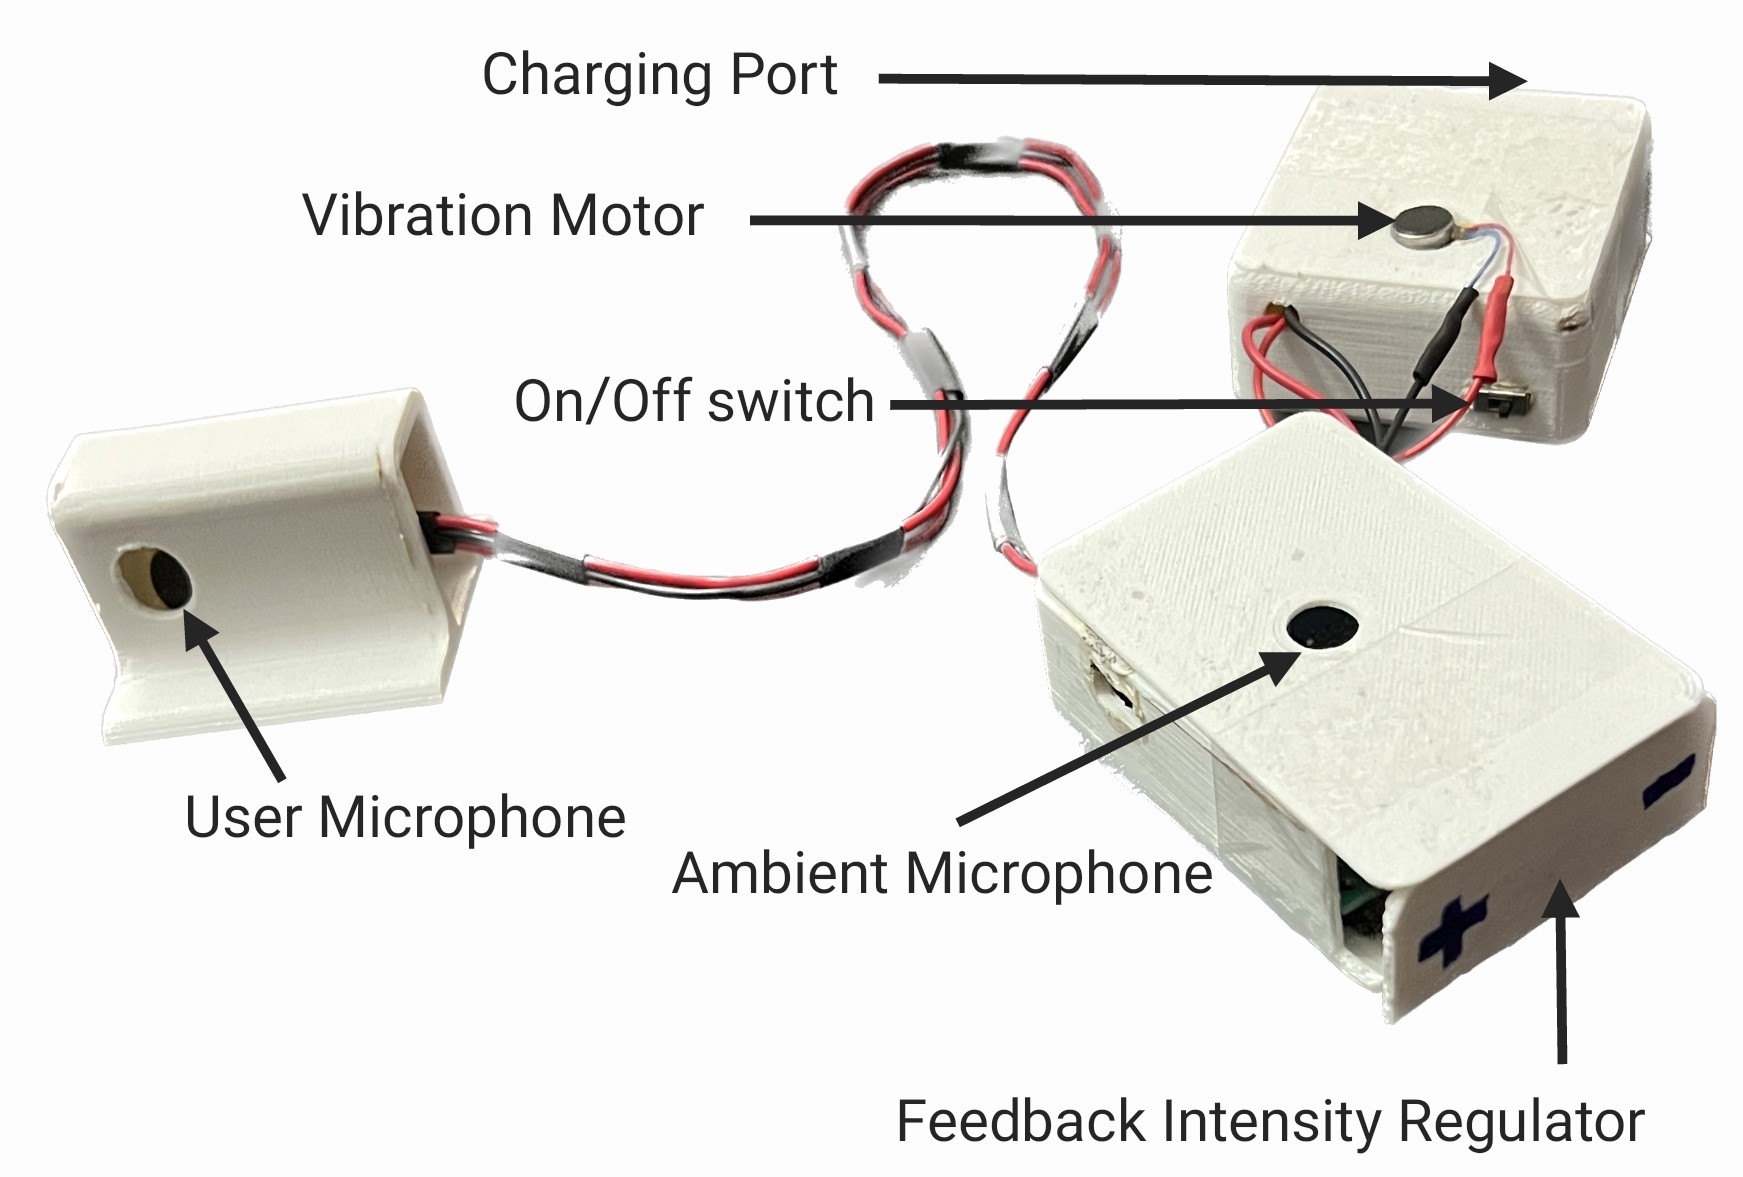 Charging Port
Vibration Motor
On/Off switch
User Microphone
Ambient Microphone
-
+
Feedback Intensity Regulator